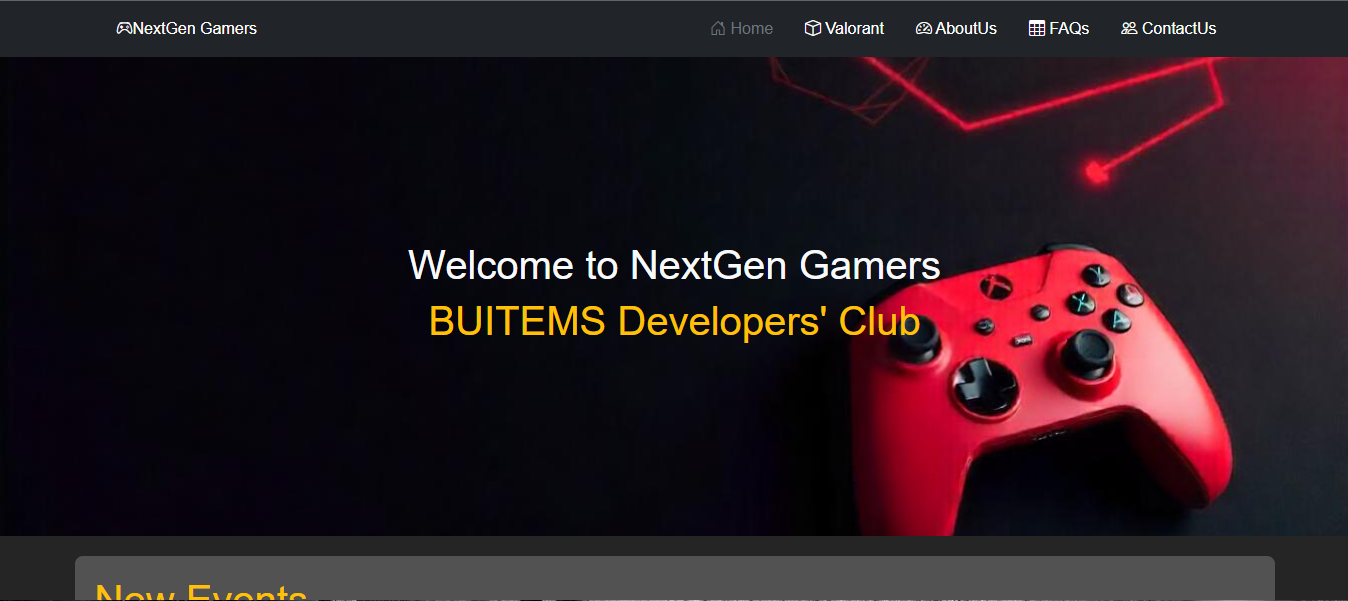 NextGen Gamers
Home Valorant AboutUs FAQs ContactUs
Welcome to NextGen Gamers
BUITEMS Developers' Club
Y
X
A
New Events